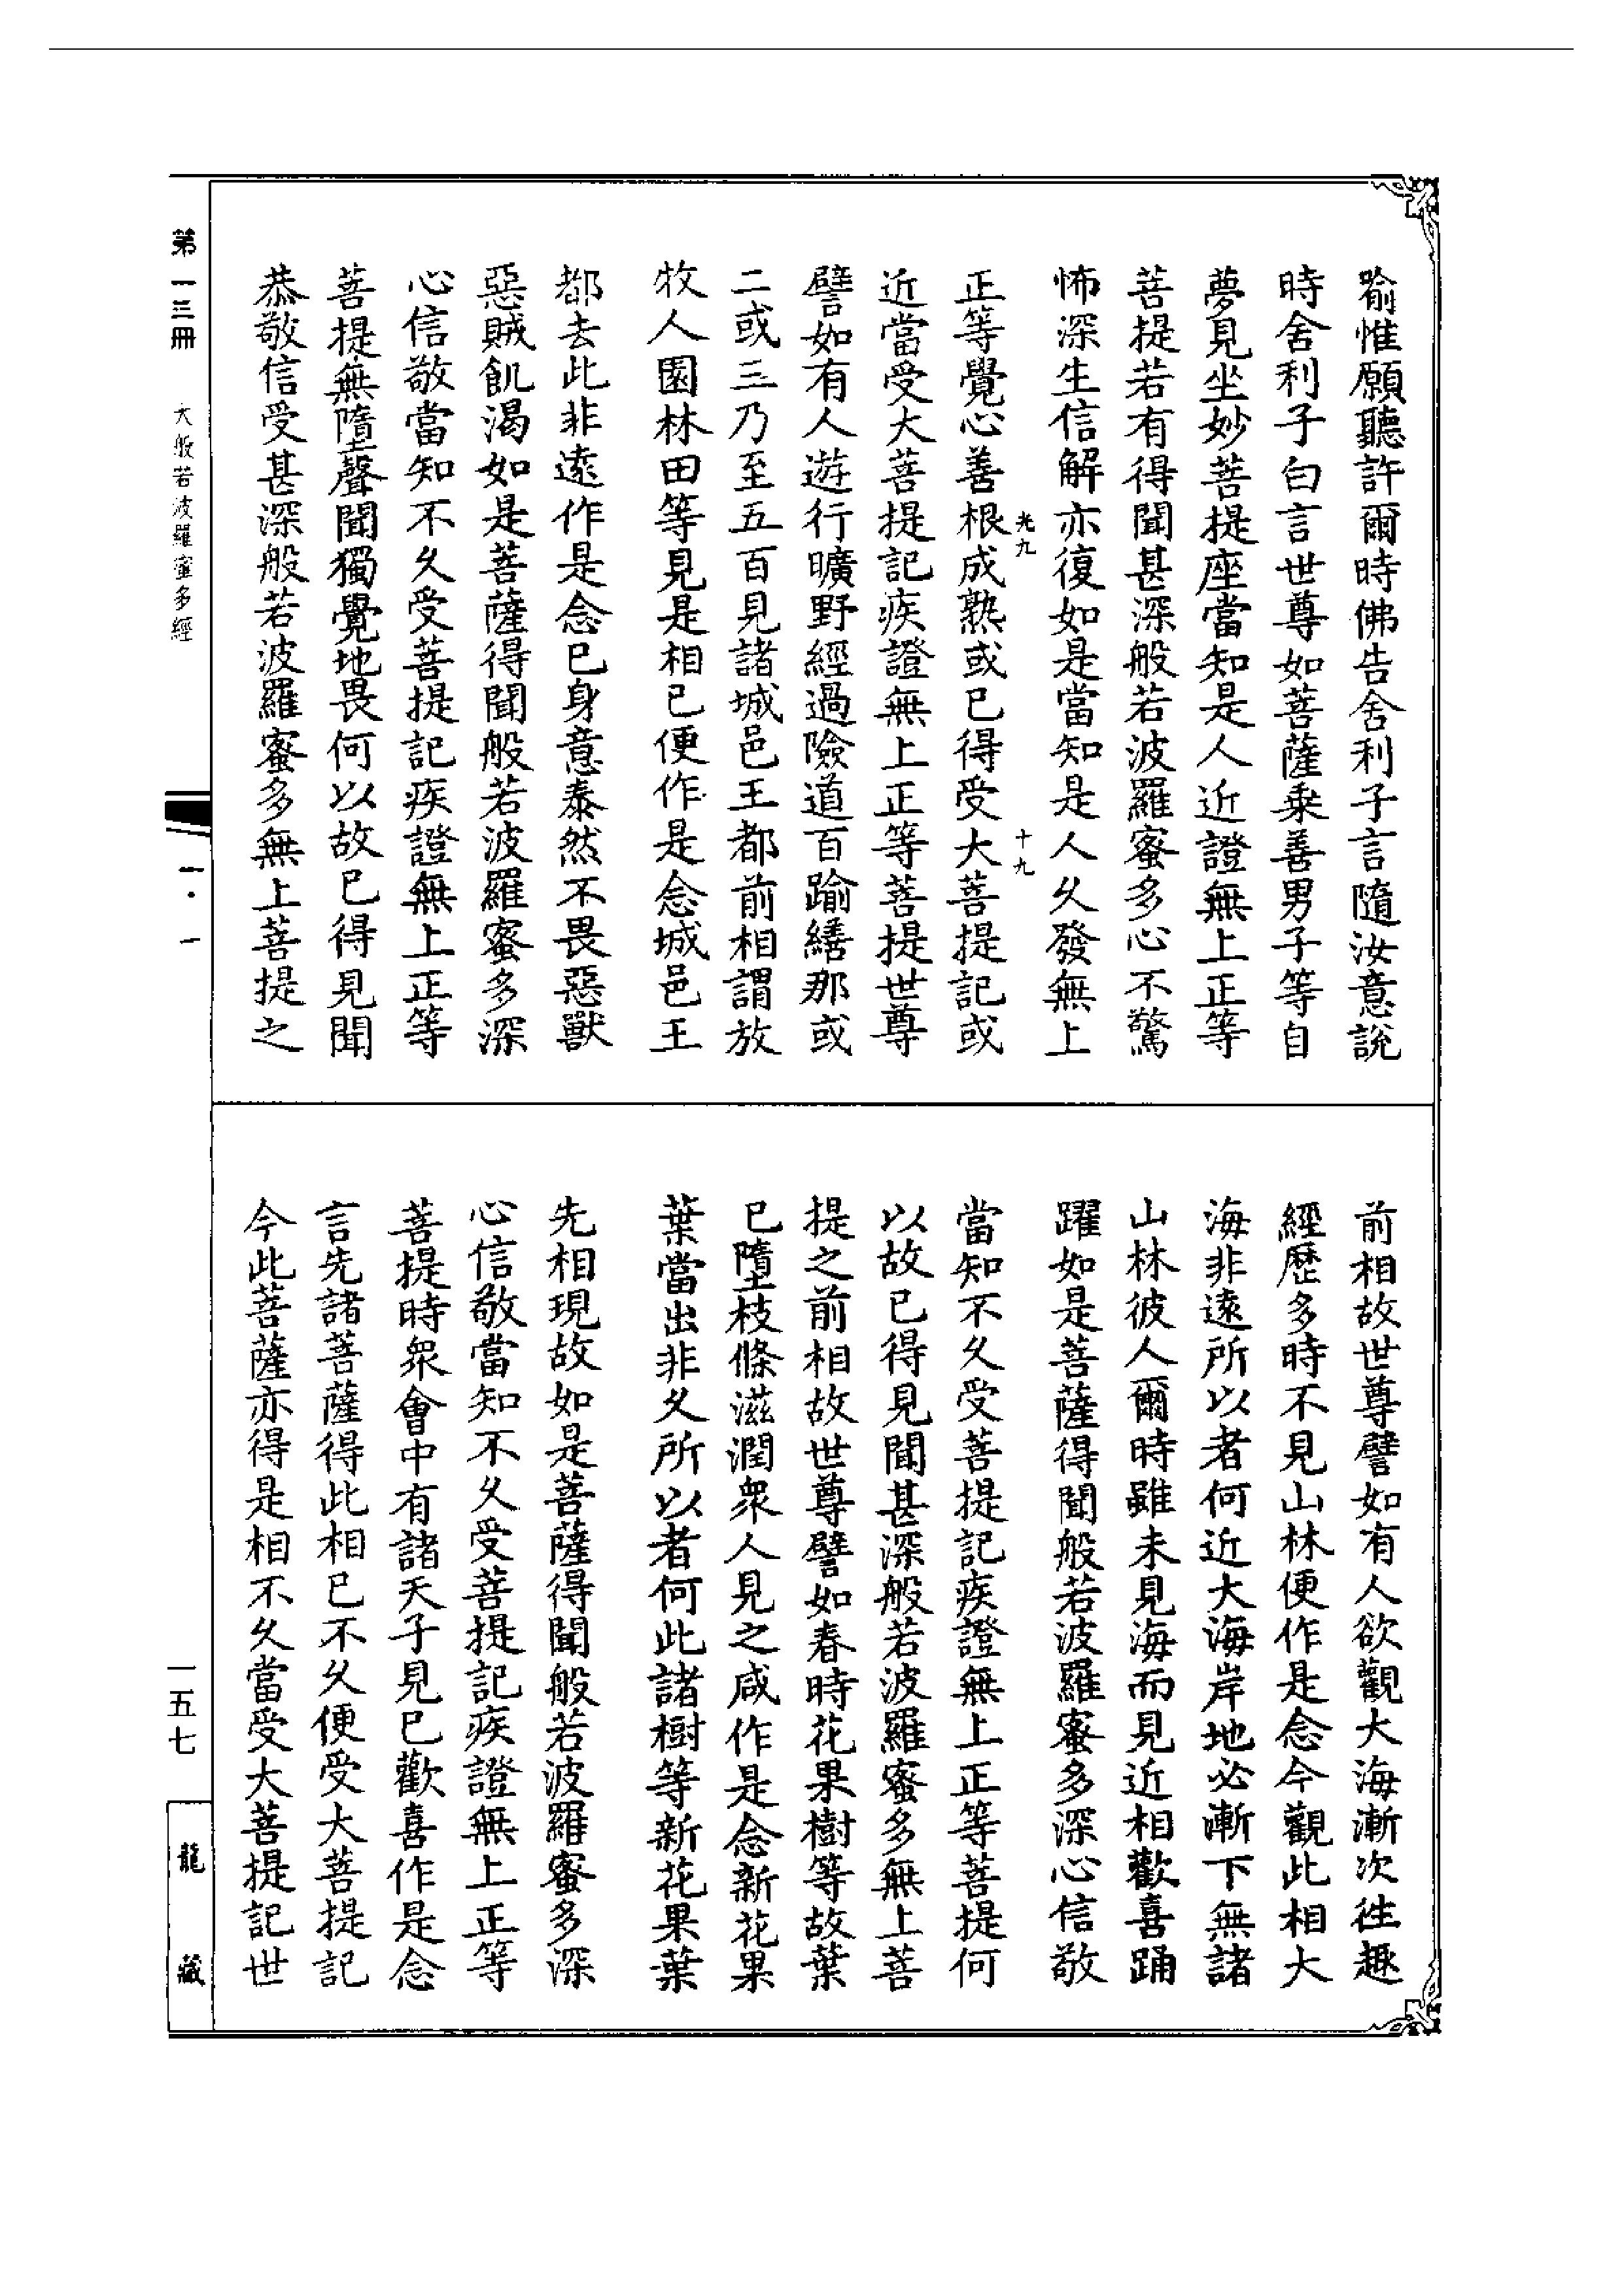 喻惟願聽許爾時佛告舍利子言隨汝意說
時舍利子白言世尊如菩薩乘善男子等自
夢見坐妙菩提座當知是人近證無上正等
菩提若有得聞甚深般若波羅蜜多心不驚
怖深生信解亦復如是當知是人久發無上
光九 十九
正等覺心善根成熟或已得受大菩提記或
近當受大菩提記疾證無上正等菩提世尊
譬如有人遊行曠野經過險道百踰繕那或
二或三乃至五百見諸城邑王都前相謂放
牧人園林田等見是相已便作是念城邑王
都去此非遠作是念已身意泰然不畏惡獸
惡賊飢渴如是菩薩得聞般若波羅蜜多深
心信敬當知不久受菩提記疾證無上正等
菩提無墮聲聞獨覺地畏何以故已得見聞
恭敬信受甚深般若波羅蜜多無上菩提之
前相故世尊譬如有人欲觀大海漸次往趣
經歷多時不見山林便作是念今觀此相大
海非遠所以者何近大海岸地必漸下無諸
山林彼人爾時雖未見海而見近相歡喜踊
躍如是菩薩得聞般若波羅蜜多深心信敬
當知不久受菩提記疾證無上正等菩提何
以故已得見聞甚深般若波羅蜜多無上菩
提之前相故世尊譬如春時花果樹等故葉
已墮枝條滋潤衆人見之咸作是念新花果
葉當出非久所以者何此諸樹等新花果葉
先相現故如是菩薩得聞般若波羅蜜多深
心信敬當知不久受菩提記疾證無上正等
菩提時衆會中有諸天子見已歡喜作是念
言先諸菩薩得此相已不久便受大菩提記
今此菩薩亦得是相不久當受大菩提記世
第一三冊 大般若波羅蜜多經 一·一 一五七 龍藏